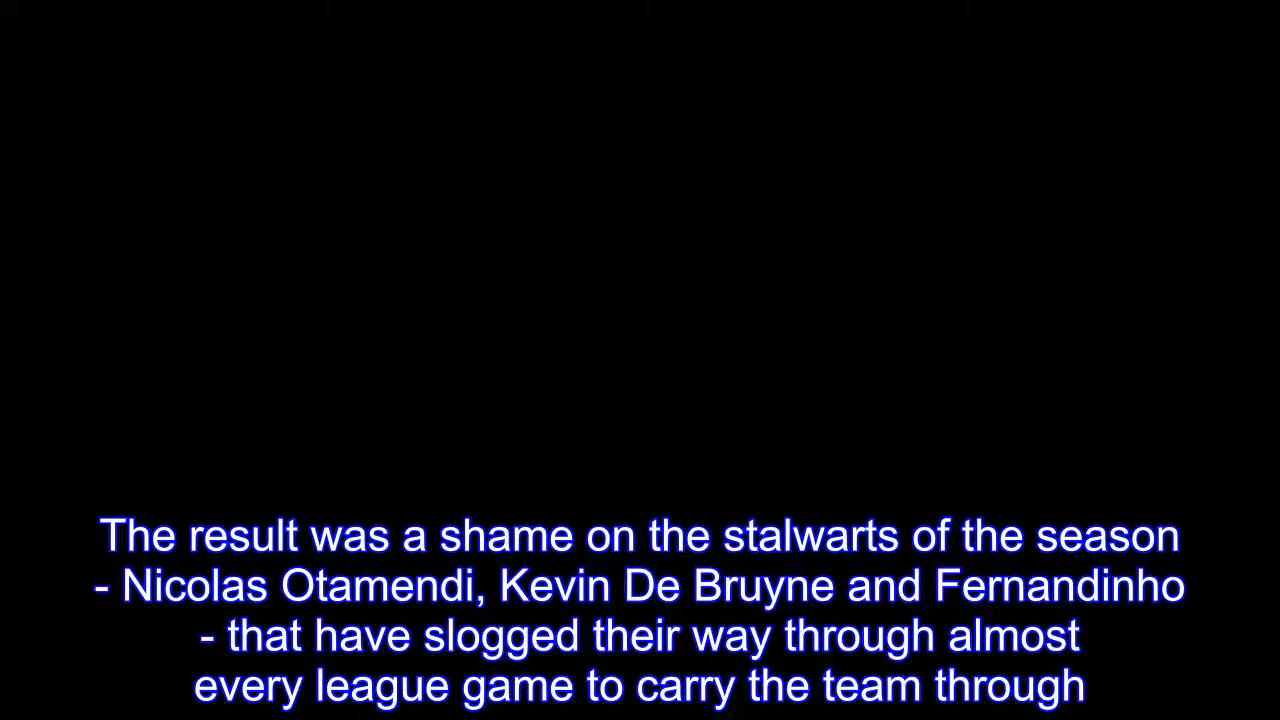 The result was a shame on the stalwarts of the season
- Nicolas Otamendi, Kevin De Bruyne and Fernandinho
- that have slogged their way through almost
every league game to carry the team through